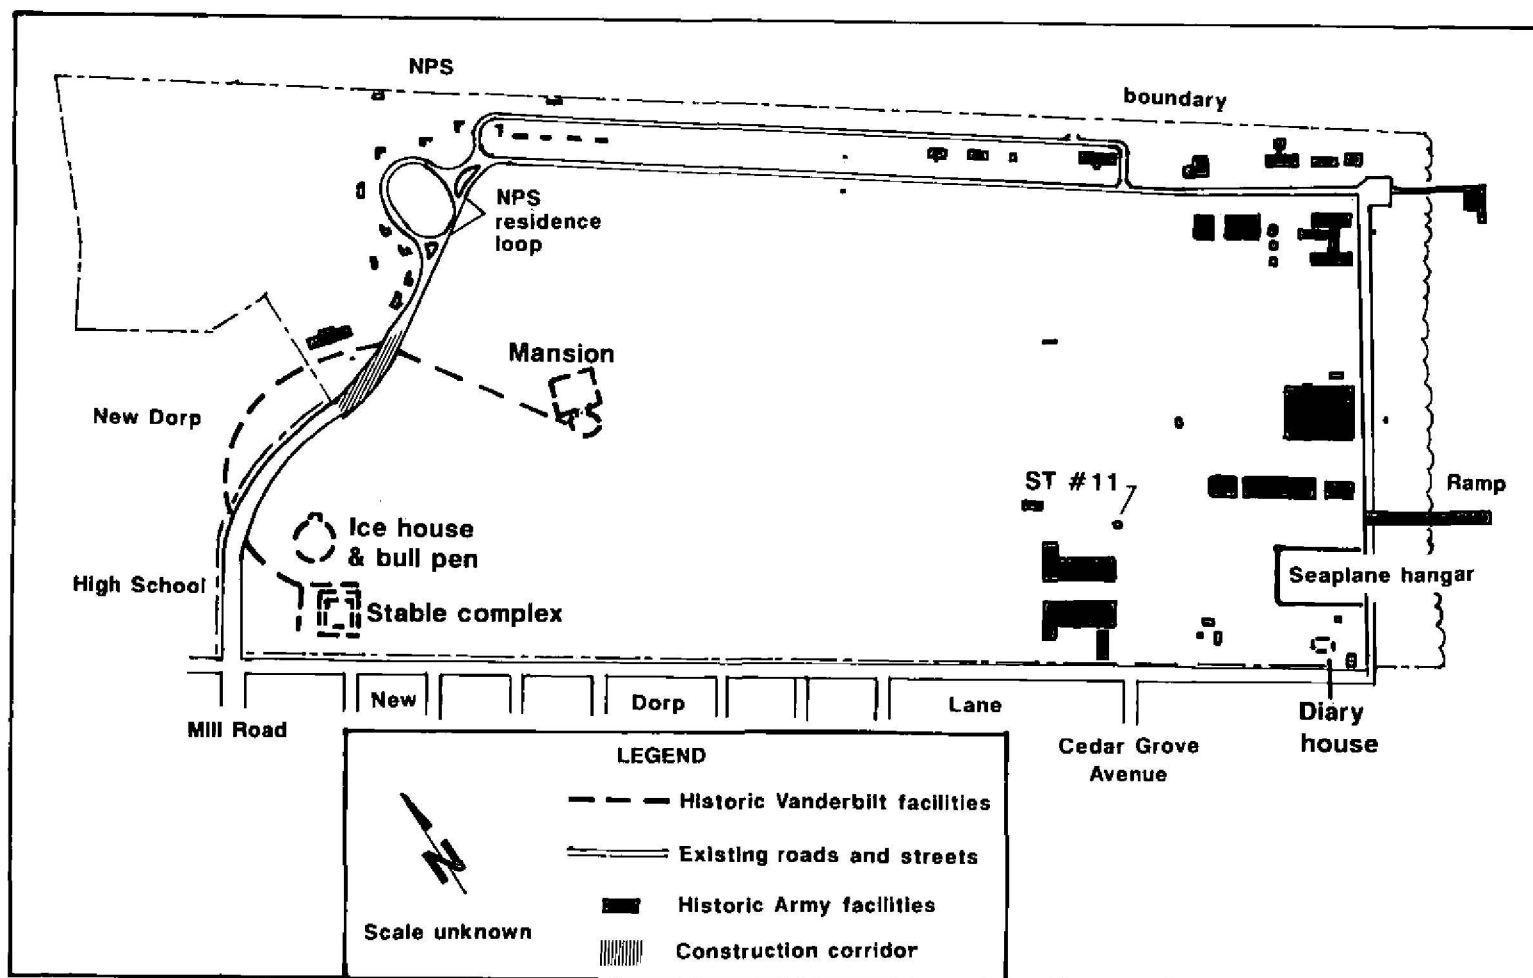 NPS
boundary
NPS
residence
loop
Mansion
New Dorp
ST #11
Ramp
Ice house
& bull pen
High School
Seaplane hangar
Stable complex
New
Dorp
Lane
Mill Road
Diary
house
Cedar Grove
Avenue
LEGEND
Historic Vanderbilt facilities
Existing roads and streets
N
Historic Army facilities
Scale unknown
Construction corridor